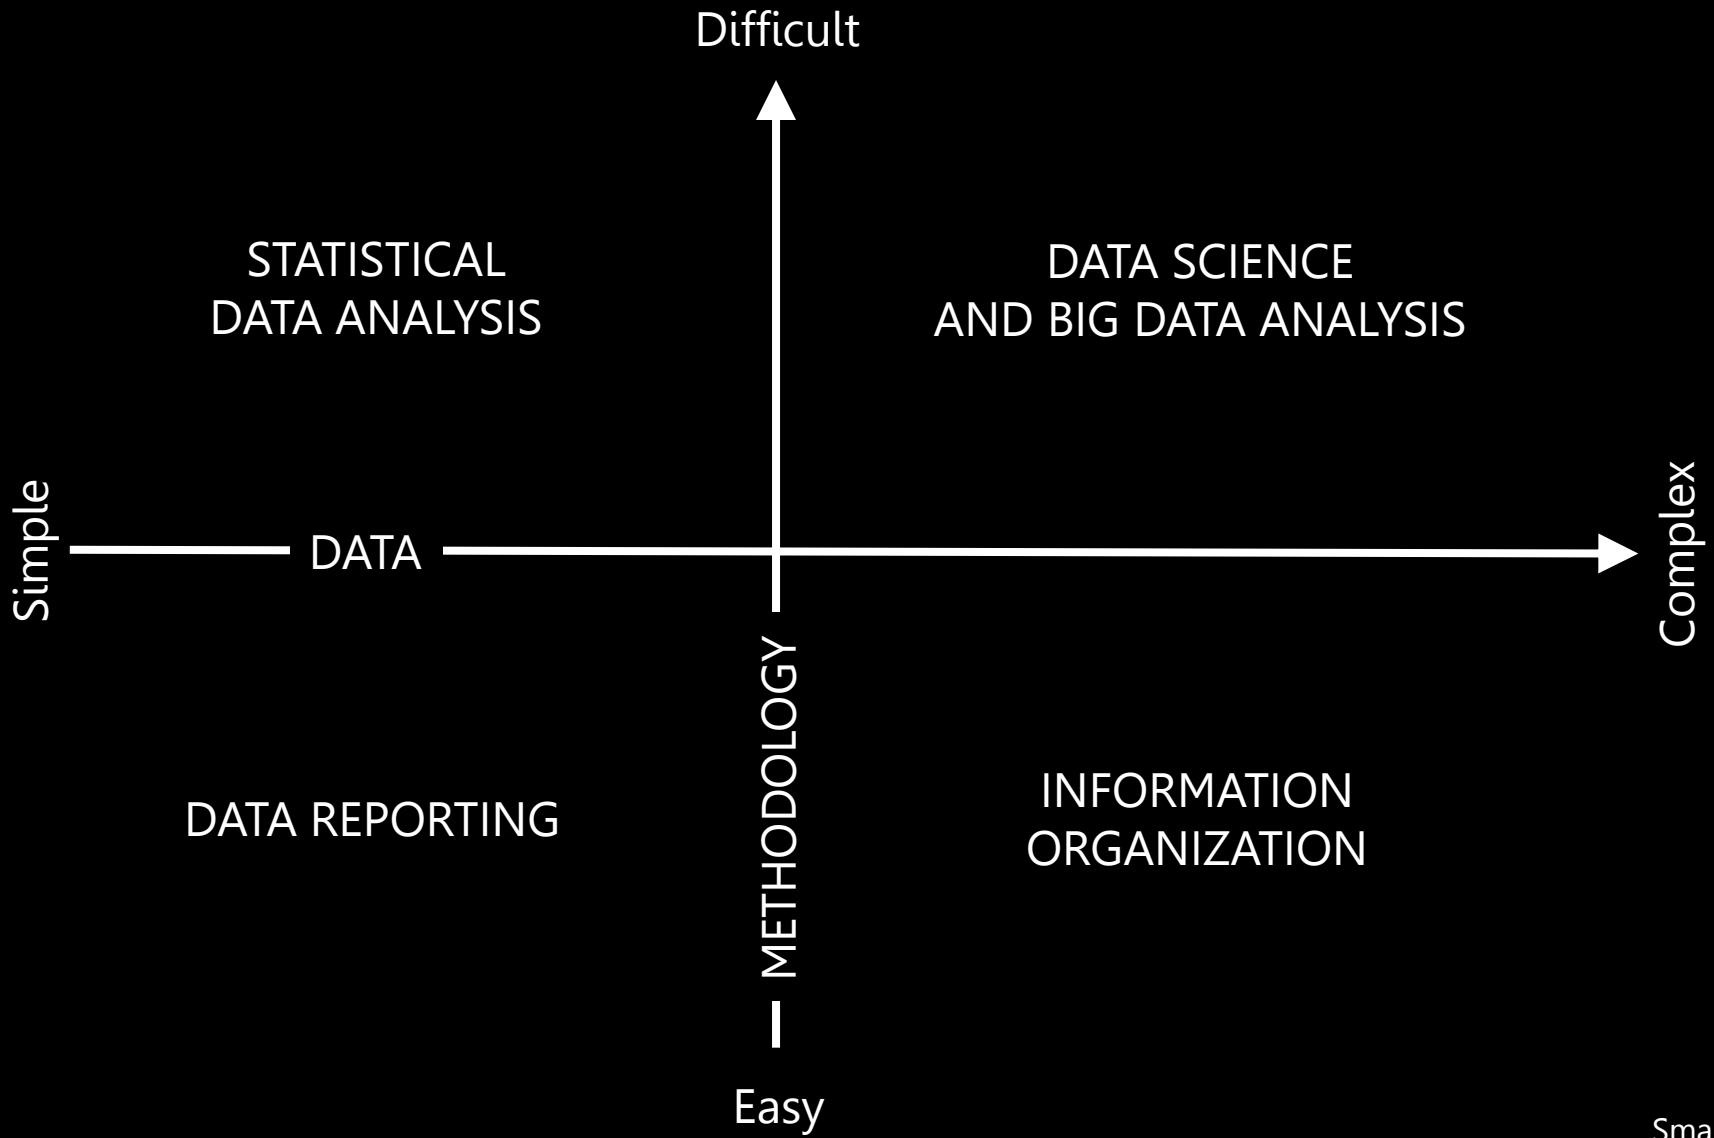 Difficult
STATISTICAL
DATA ANALYSIS
DATA SCIENCE
AND BIG DATA ANALYSIS
Simple
DATA
Complex
METHODOLOGY
DATA REPORTING
INFORMATION
ORGANIZATION
Easy